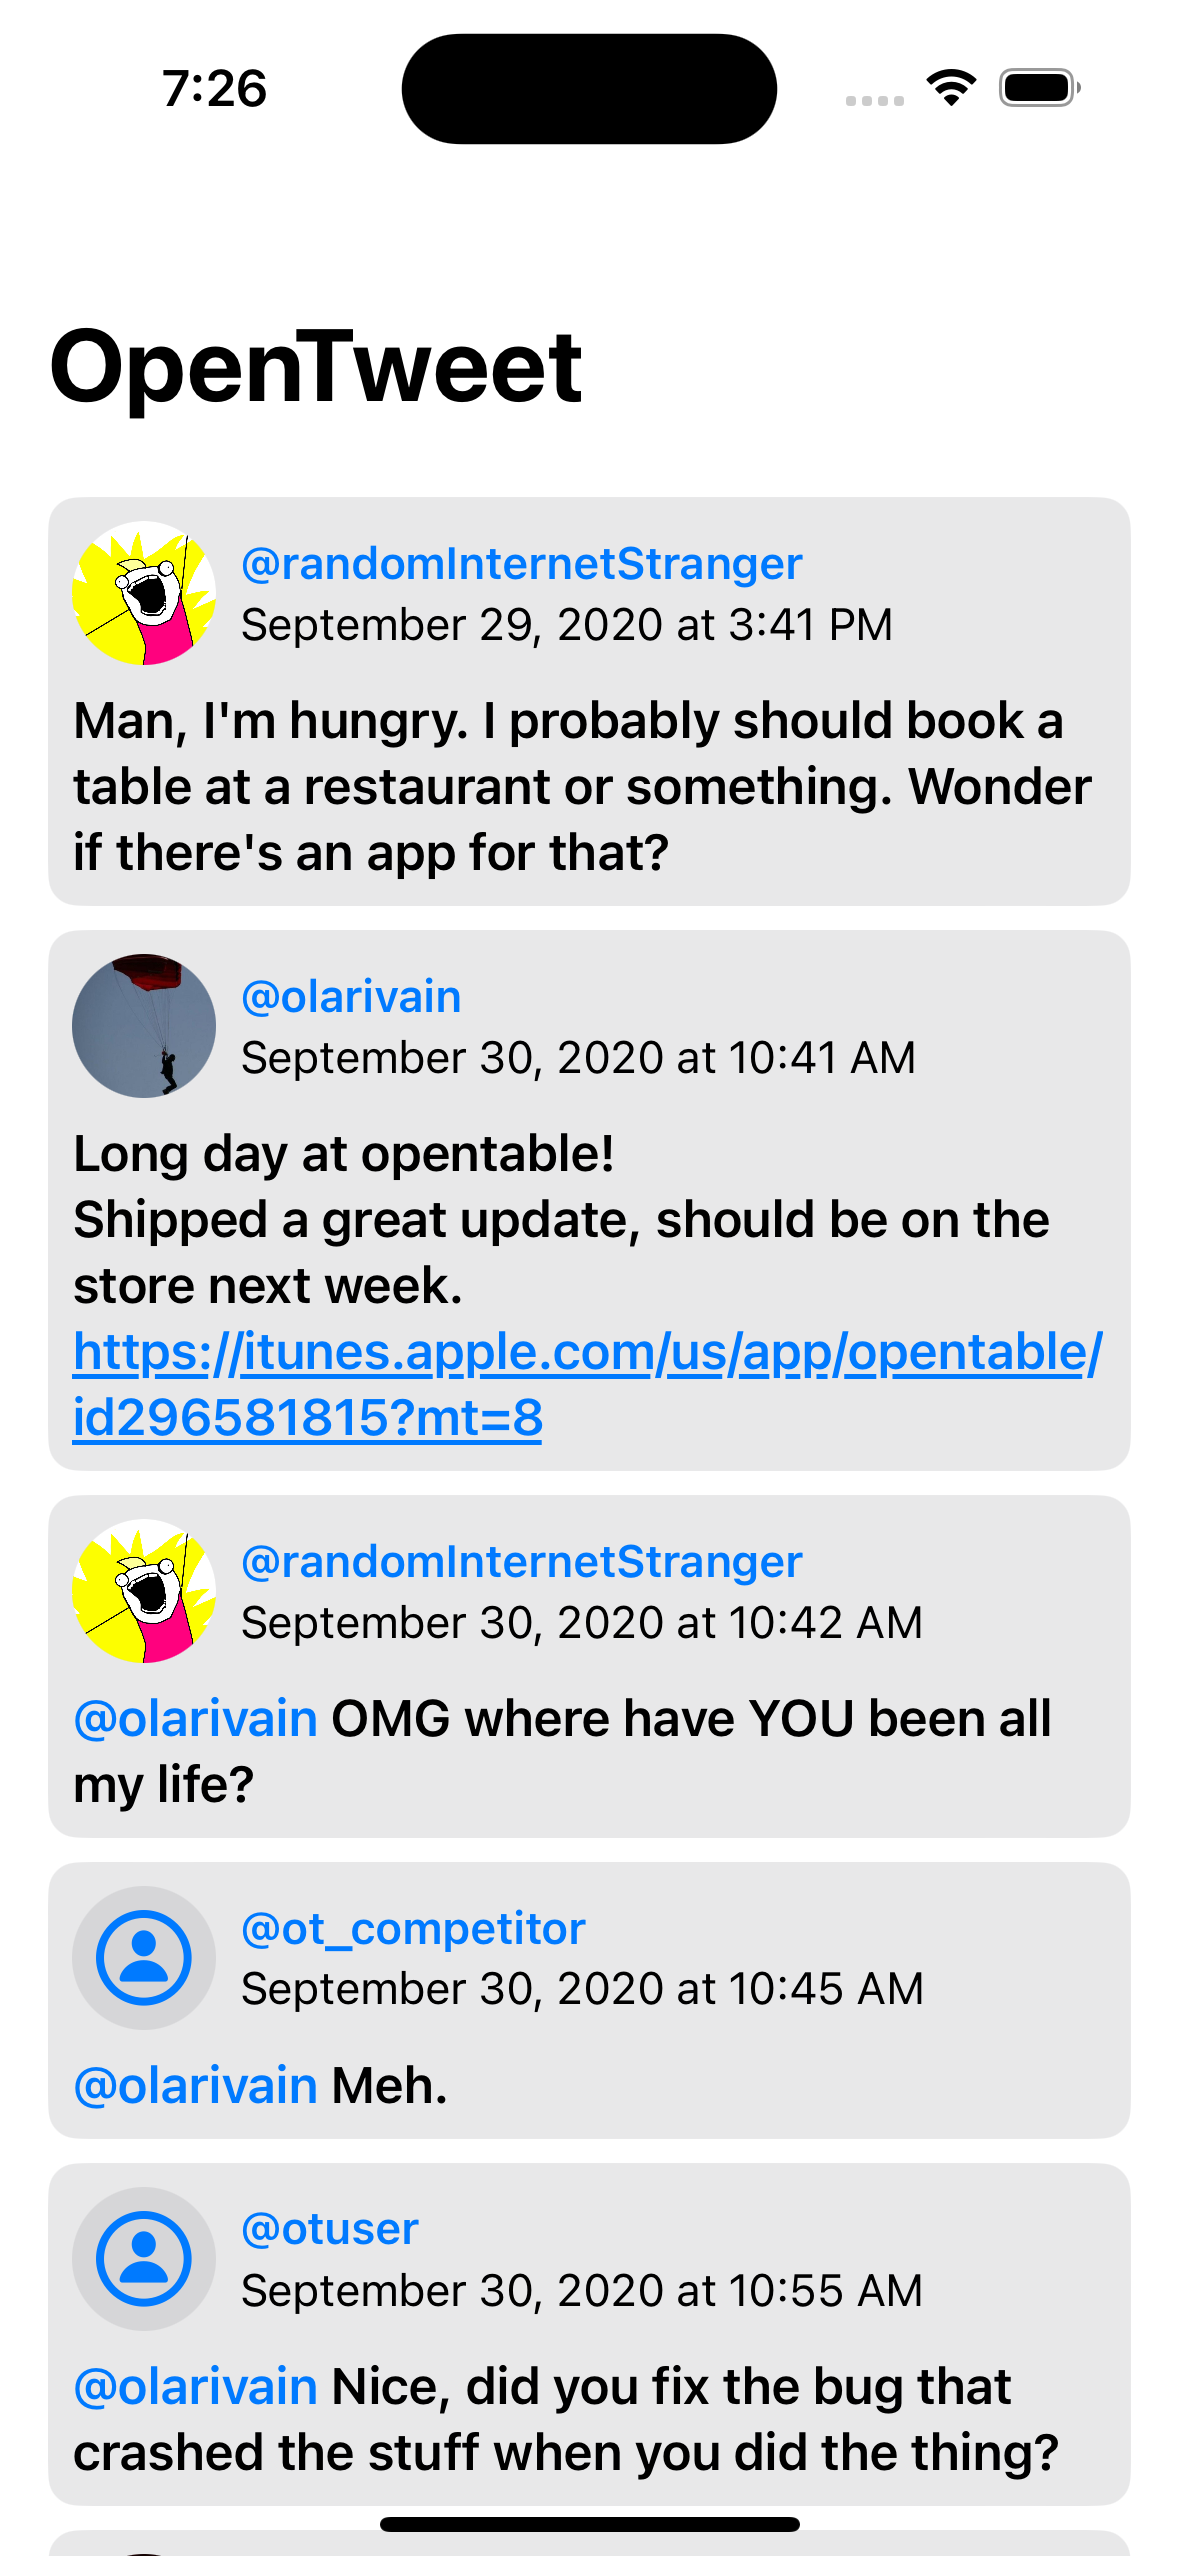 7:26
OpenTweet
@randomInternetStranger
September 29, 2020 at 3:41 PM
Man, I'm hungry. I probably should book a
table at a restaurant or something. Wonder
if there's an app for that?
@olarivain
September 30, 2020 at 10:41 AM
Long day at opentable!
Shipped a great update, should be on the
store next week.
https://itunes.apple.com/us/app/opentable/
id296581815?mt=8
@randomInternetStranger
September 30, 2020 at 10:42 AM
@olarivain OMG where have YOU been all
my life?
@ot_competitor
September 30, 2020 at 10:45 AM
@olarivain Meh.
@otuser
September 30, 2020 at 10:55 AM
@olarivain Nice, did you fix the bug that
crashed the stuff when you did the thing?